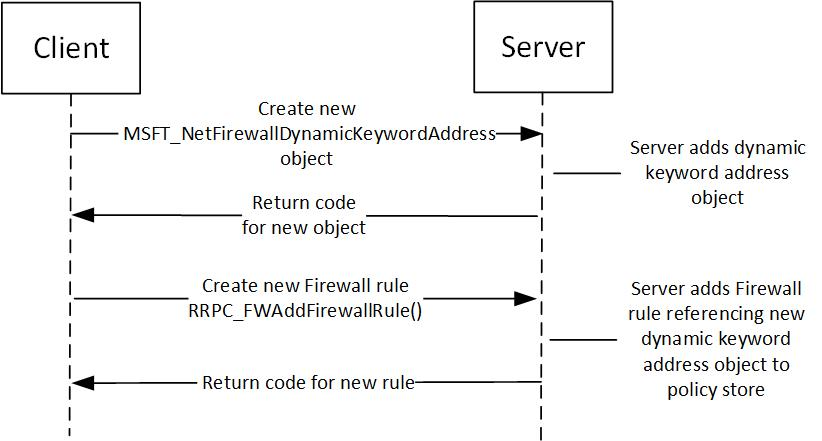 Client
Server
Create new
MSFT_NetFirewallDynamicKeywordAddress
object
Server adds dynamic
keyword address
object
Return code
for new object
Create new Firewall rule
RRPC_FWAddFirewallRule()
Server adds Firewall
rule referencing new
dynamic keyword
address object to
policy store
Return code for new rule